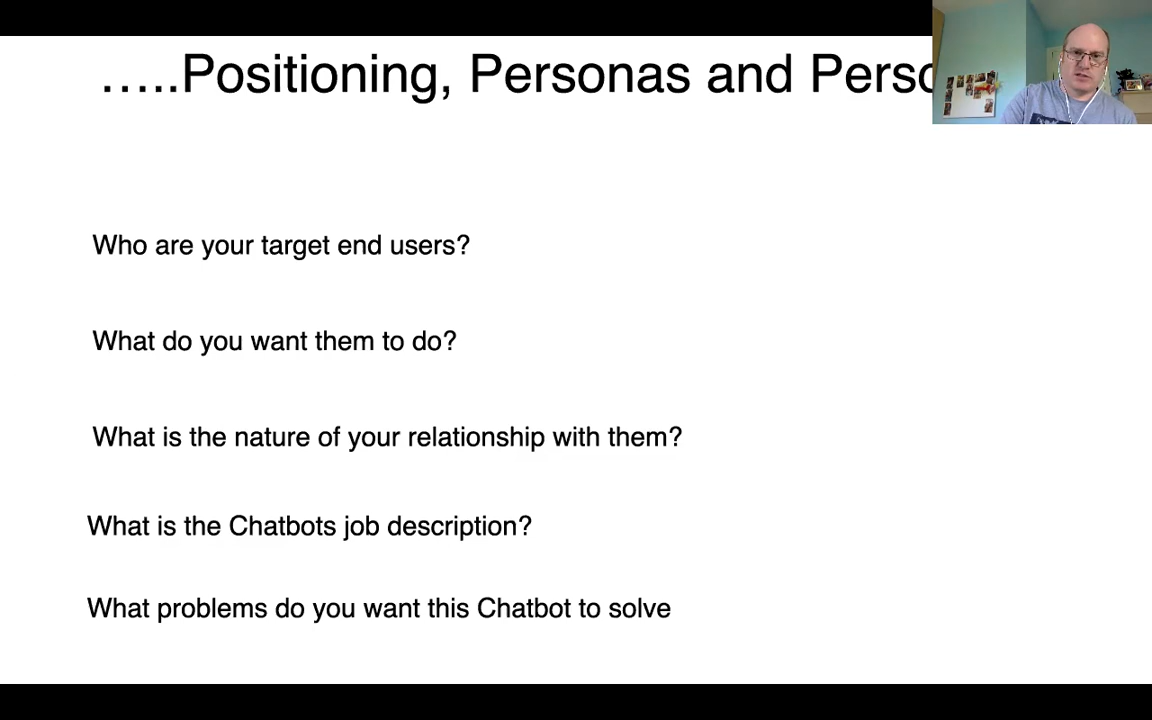 …..Positioning, Personas and
Who are your target end users?
What do you want them to do?
What is the nature of your relationship with them?
What is the Chatbots job description?
What problems do you want this Chatbot to solve